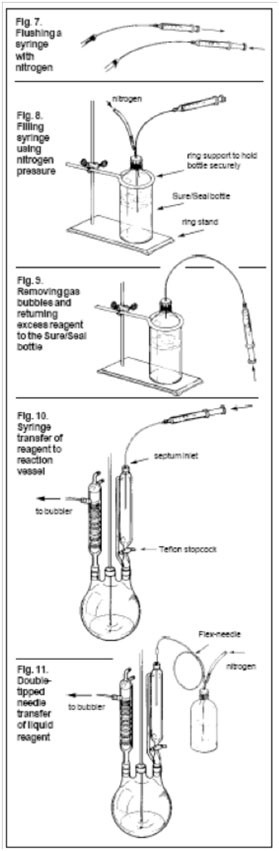 Fig. 7.
Flushing a
syringe
with
nitrogen
Fig. 8.
Filling
syringe
using
nitrogen
pressure
nitrogen
ring support to hold
bottle securely
Sure/Seal bottle
ring stand
Fig. 9.
Removing gas
bubbles and
returning
excess reagent
to the Sure/Seal
bottle
Fig. 10.
Syringe
transfer of
reagent to
reaction
vessel
septum inlet
to bubbler
Teflon stopcock
Fig. 11.
Double-
tipped
needle
transfer
of liquid
reagent
Flex-needle
nitrogen
to bubbler